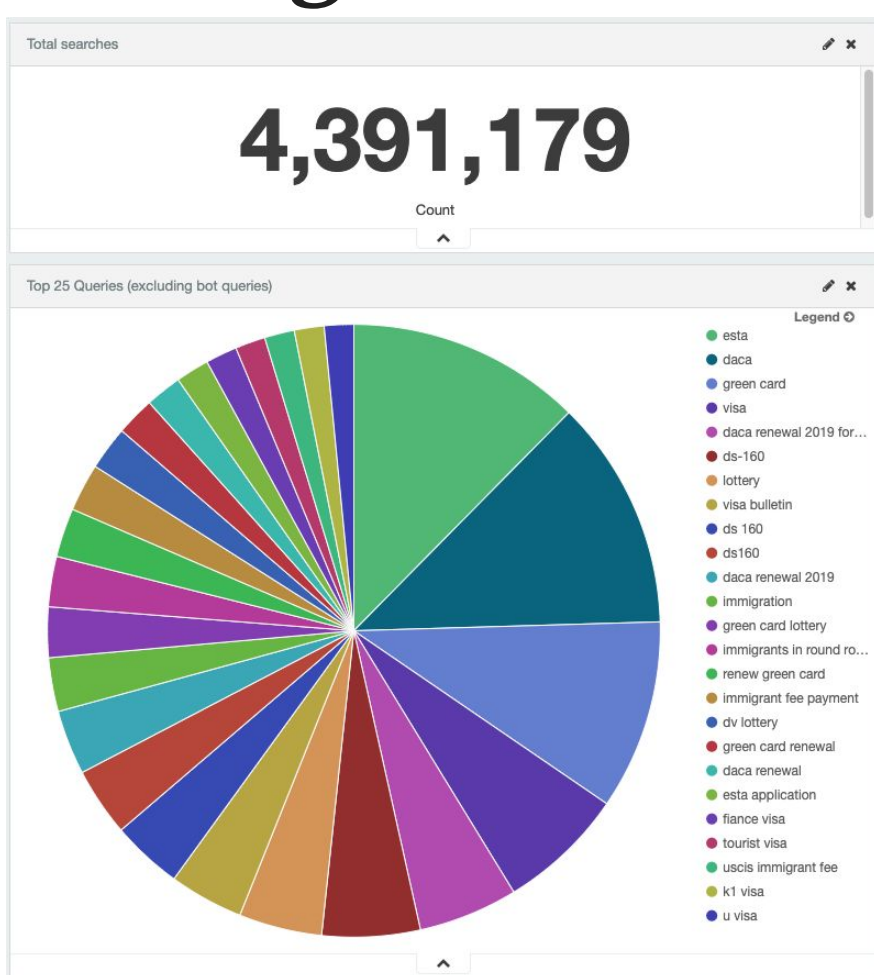 Total searches
4,391,179
Count
Top 25 Queries (excluding bot queries)
Legend
esta
daca
green card
visa
daca renewal 2019 for...
ds-160
lottery
visa bulletin
ds 160
ds160
daca renewal 2019
immigration
green card lottery
immigrants in round ro...
renew green card
immigrant fee payment
dv lottery
green card renewal
daca renewal
esta application
fiance visa
tourist visa
uscis immigrant fee
k1 visa
u visa